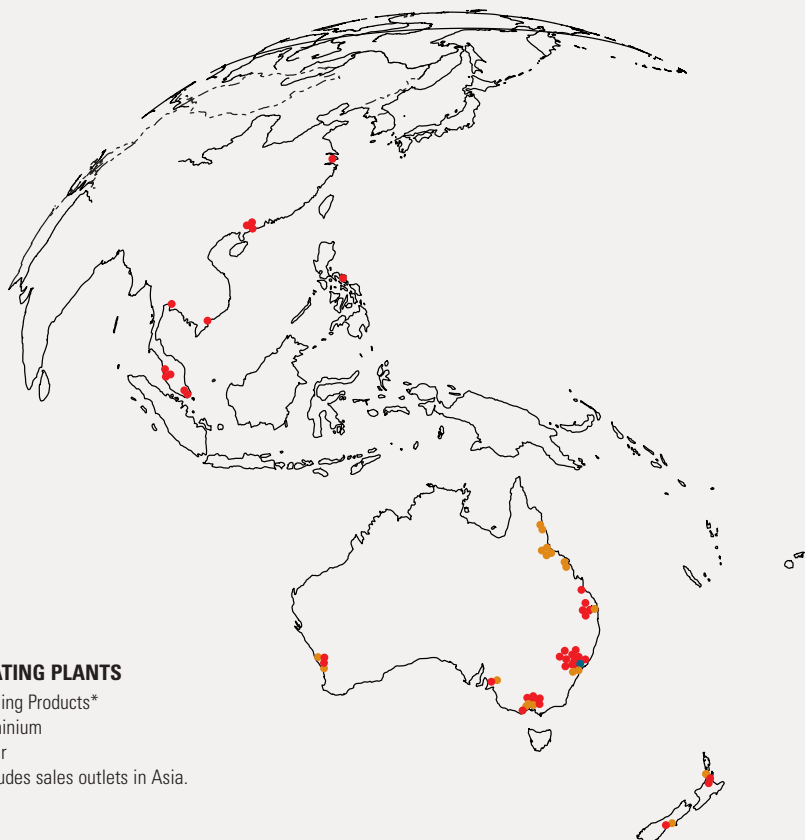 ATING PLANTS
ing Products*
inium
r
udes sales outlets in Asia.